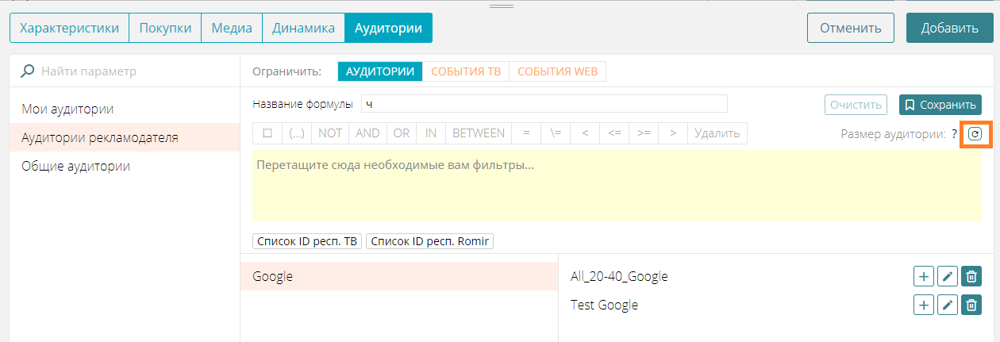 Характеристики Покупки Медиа Динамика Аудитории Отменить Добавить
Найти параметр
Мои аудитории
Аудитории рекламодателя
Общие аудитории
Ограничить: АУДИТОРИИ СОБЫТИЯ ТВ СОБЫТИЯ WEB
Название формулы ч Очистить Сохранить
(...) NOT AND OR IN BETWEEN = \= < <= >= > Удалить Размер аудитории: ?
Перетащите сюда необходимые вам фильтры...
Список ID респ. ТВ Список ID респ. Romir
Google
All_20-40_Google
Test Google